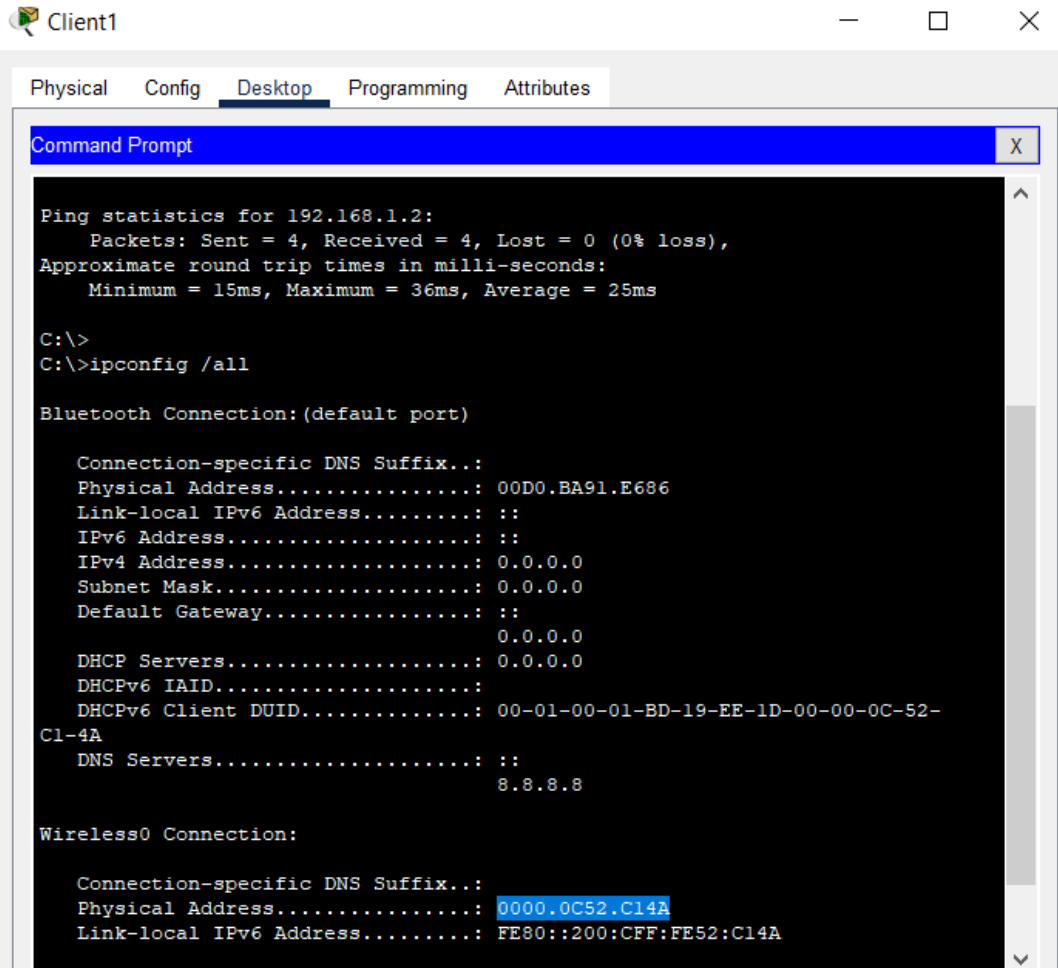 Client1
Physical Config Desktop Programming Attributes
Command Prompt
X
Ping statistics for 192.168.1.2:
    Packets: Sent = 4, Received = 4, Lost = 0 (0% loss),
Approximate round trip times in milli-seconds:
    Minimum = 15ms, Maximum = 36ms, Average = 25ms
C:\>
C:\>ipconfig /all
Bluetooth Connection:(default port)
   Connection-specific DNS Suffix..:
   Physical Address................: 00D0.BA91.E686
   Link-local IPv6 Address.........: ::
   IPv6 Address....................: ::
   IPv4 Address....................: 0.0.0.0
   Subnet Mask.....................: 0.0.0.0
   Default Gateway.................: ::
                                     0.0.0.0
   DHCP Servers....................: 0.0.0.0
   DHCPv6 IAID.....................:
   DHCPv6 Client DUID..............: 00-01-00-01-BD-19-EE-1D-00-00-0C-52-
C1-4A
   DNS Servers.....................: ::
                                     8.8.8.8
Wireless0 Connection:
   Connection-specific DNS Suffix..:
   Physical Address................: 0000.0C52.C14A
   Link-local IPv6 Address.........: FE80::200:CFF:FE52:C14A